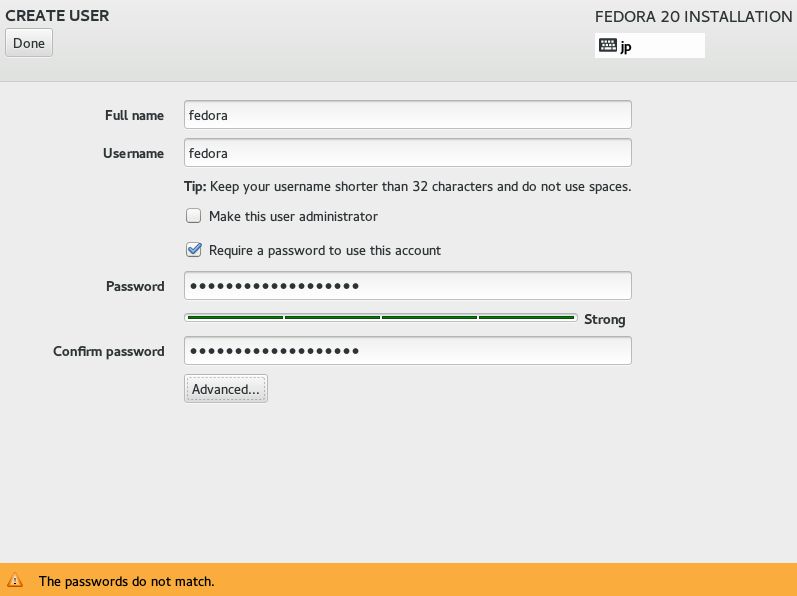 CREATE USER
FEDORA 20 INSTALLATION
Done
jp
Full name
fedora
Username
fedora
Tip: Keep your username shorter than 32 characters and do not use spaces.
Make this user administrator
Require a password to use this account
Password
●●●●●●●●●●●●●●●●●●●
Strong
Confirm password
●●●●●●●●●●●●●●●●●●●
Advanced...
The passwords do not match.